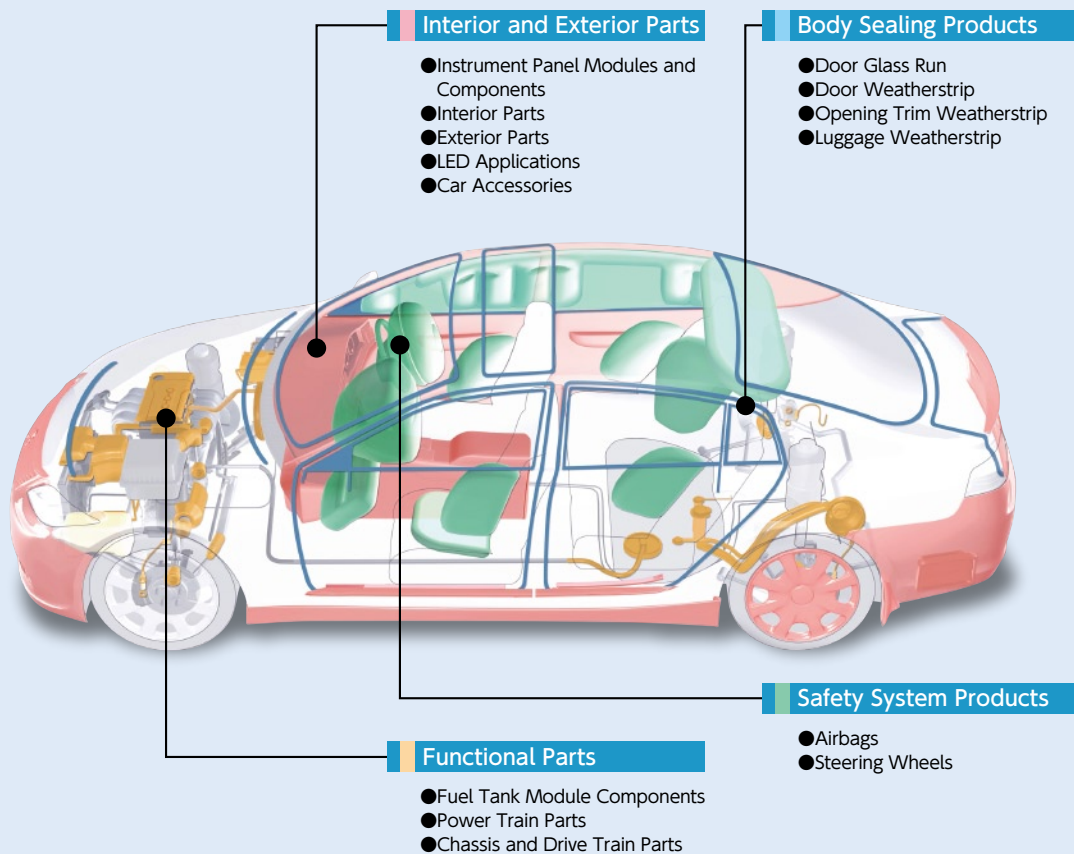 Interior and Exterior Parts
●Instrument Panel Modules and
Components
●Interior Parts
●Exterior Parts
●LED Applications
●Car Accessories
Body Sealing Products
●Door Glass Run
●Door Weatherstrip
●Opening Trim Weatherstrip
●Luggage Weatherstrip
Safety System Products
●Airbags
●Steering Wheels
Functional Parts
●Fuel Tank Module Components
●Power Train Parts
●Chassis and Drive Train Parts